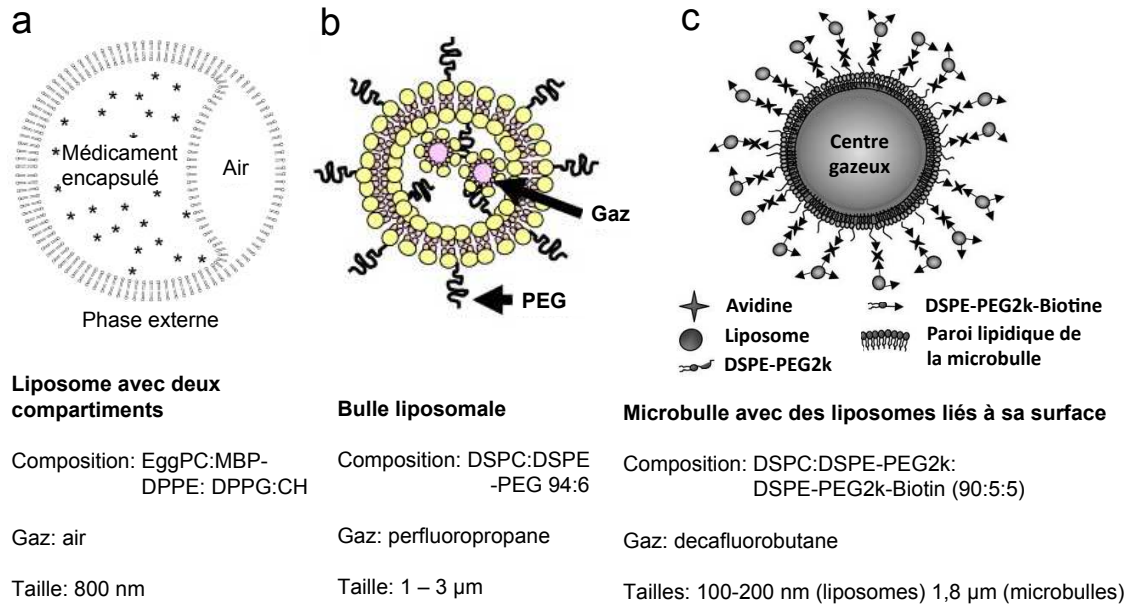 a
Médicament
encapsulé
Air
Phase externe
Liposome avec deux
compartiments
Composition: EggPC:MBP-
DPPE: DPPG:CH
Gaz: air
Taille: 800 nm
b
Gaz
PEG
Bulle liposomale
Composition: DSPC:DSPE
-PEG 94:6
Gaz: perfluoropropane
Taille: 1 – 3 µm
c
Centre
gazeux
Avidine
Liposome
DSPE-PEG2k
DSPE-PEG2k-Biotine
Paroi lipidique de
la microbulle
Microbulle avec des liposomes liés à sa surface
Composition: DSPC:DSPE-PEG2k:
DSPE-PEG2k-Biotin (90:5:5)
Gaz: decafluorobutane
Tailles: 100-200 nm (liposomes) 1,8 µm (microbulles)